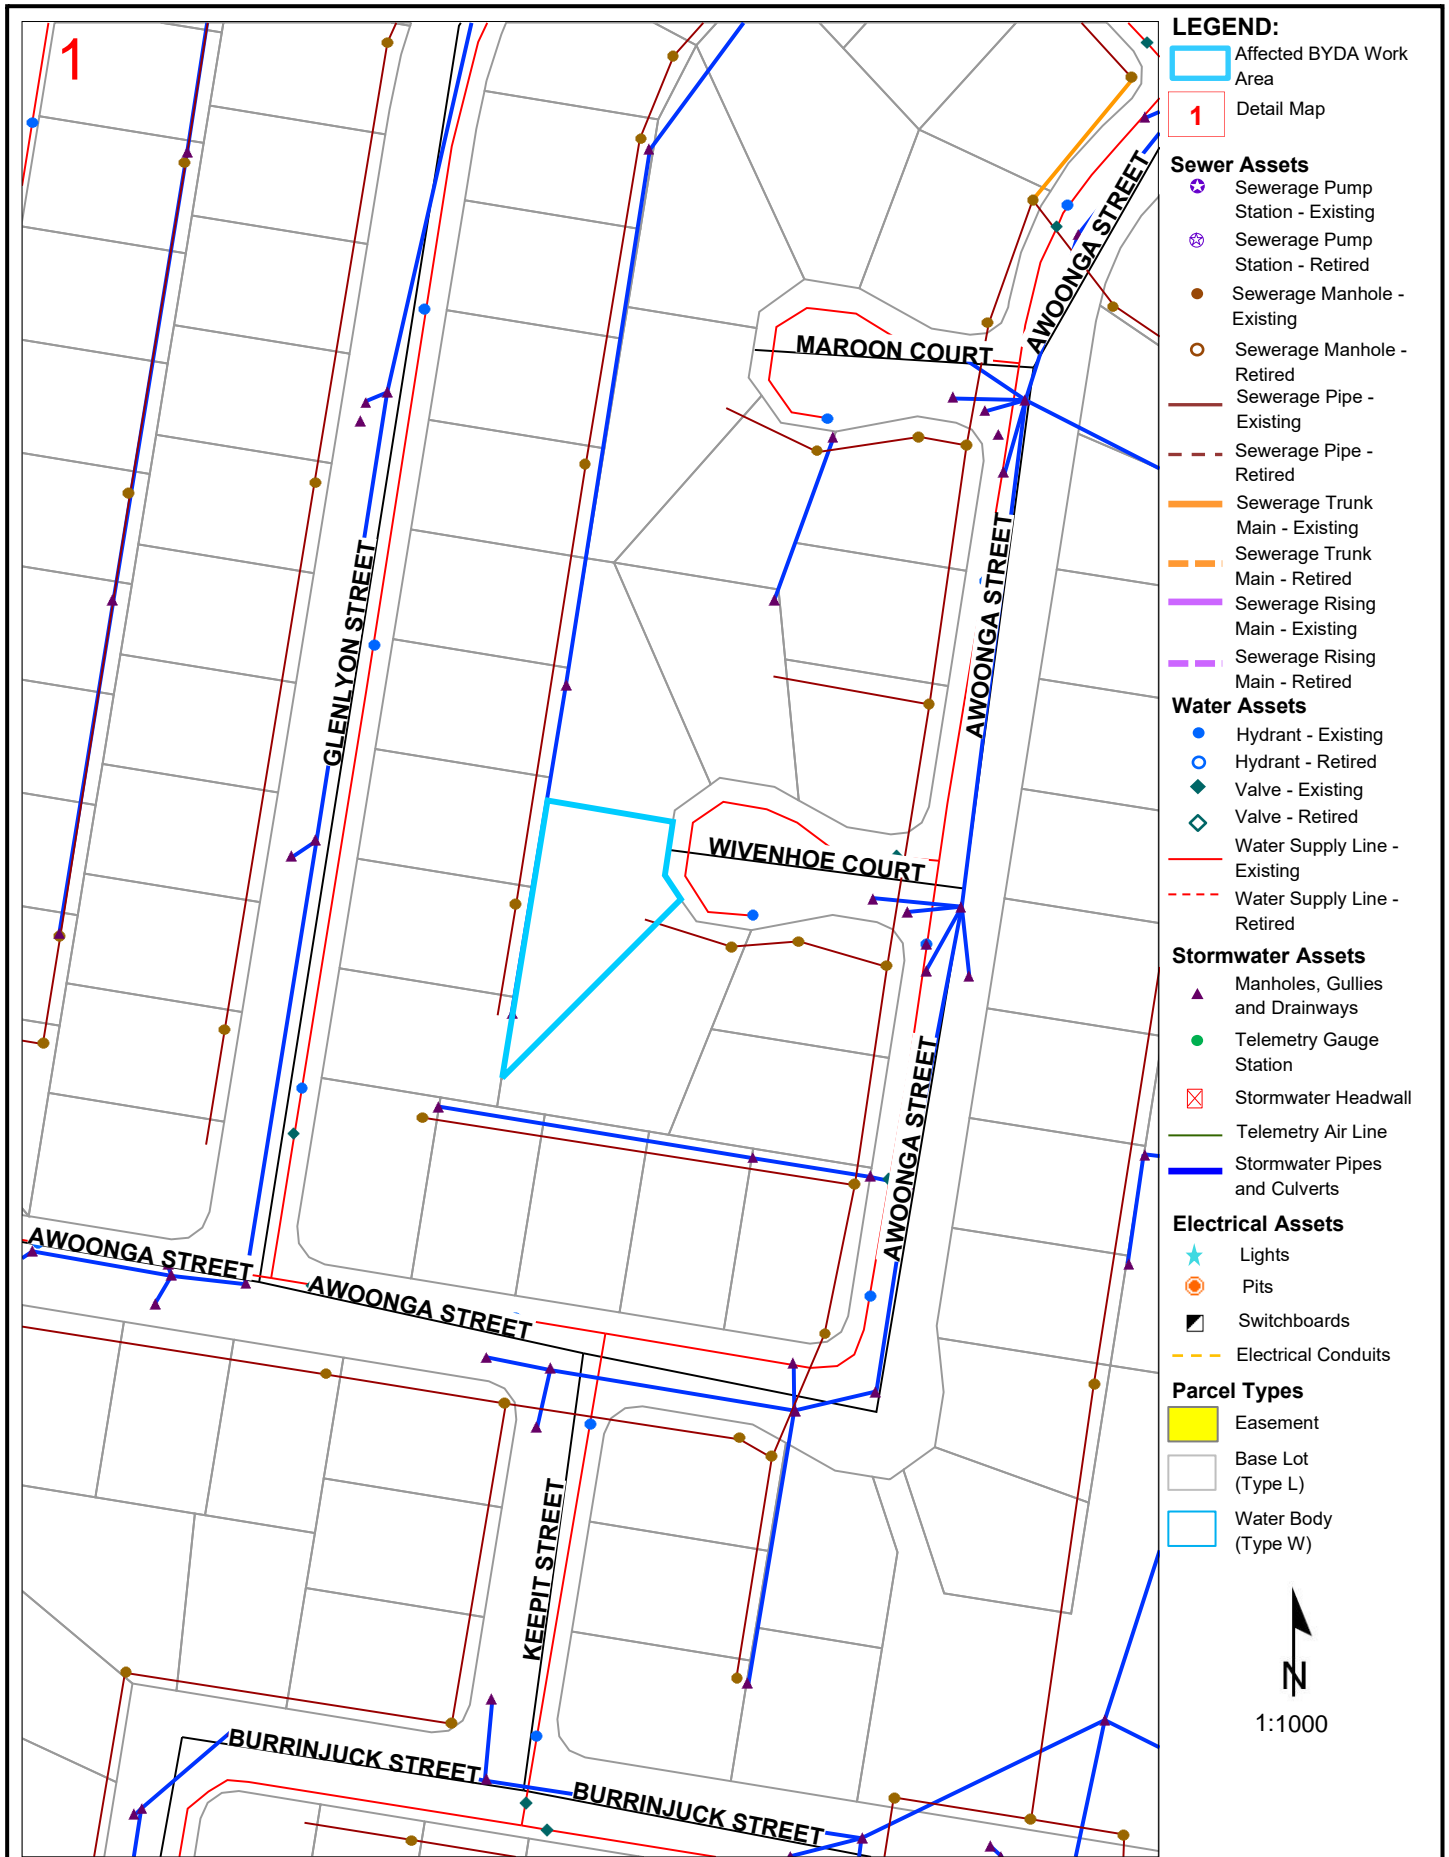 1
MAROON COURT
AWOONGA STREET
AWOONGA STREET
GLENLYON STREET
WIVENHOE COURT
AWOONGA STREET
AWOONGA STREET
AWOONGA STREET
KEEPIT STREET
BURRINJUCK STREET
BURRINJUCK STREET
LEGEND:
Affected BYDA Work
Area
1
Detail Map
Sewer Assets
Sewerage Pump
Station - Existing
Sewerage Pump
Station - Retired
Sewerage Manhole -
Existing
Sewerage Manhole -
Retired
Sewerage Pipe -
Existing
Sewerage Pipe -
Retired
Sewerage Trunk
Main - Existing
Sewerage Trunk
Main - Retired
Sewerage Rising
Main - Existing
Sewerage Rising
Main - Retired
Water Assets
Hydrant - Existing
Hydrant - Retired
Valve - Existing
Valve - Retired
Water Supply Line -
Existing
Water Supply Line -
Retired
Stormwater Assets
Manholes, Gullies
and Drainways
Telemetry Gauge
Station
Stormwater Headwall
Telemetry Air Line
Stormwater Pipes
and Culverts
Electrical Assets
Lights
Pits
Switchboards
Electrical Conduits
Parcel Types
Easement
Base Lot
(Type L)
Water Body
(Type W)
N
1:1000